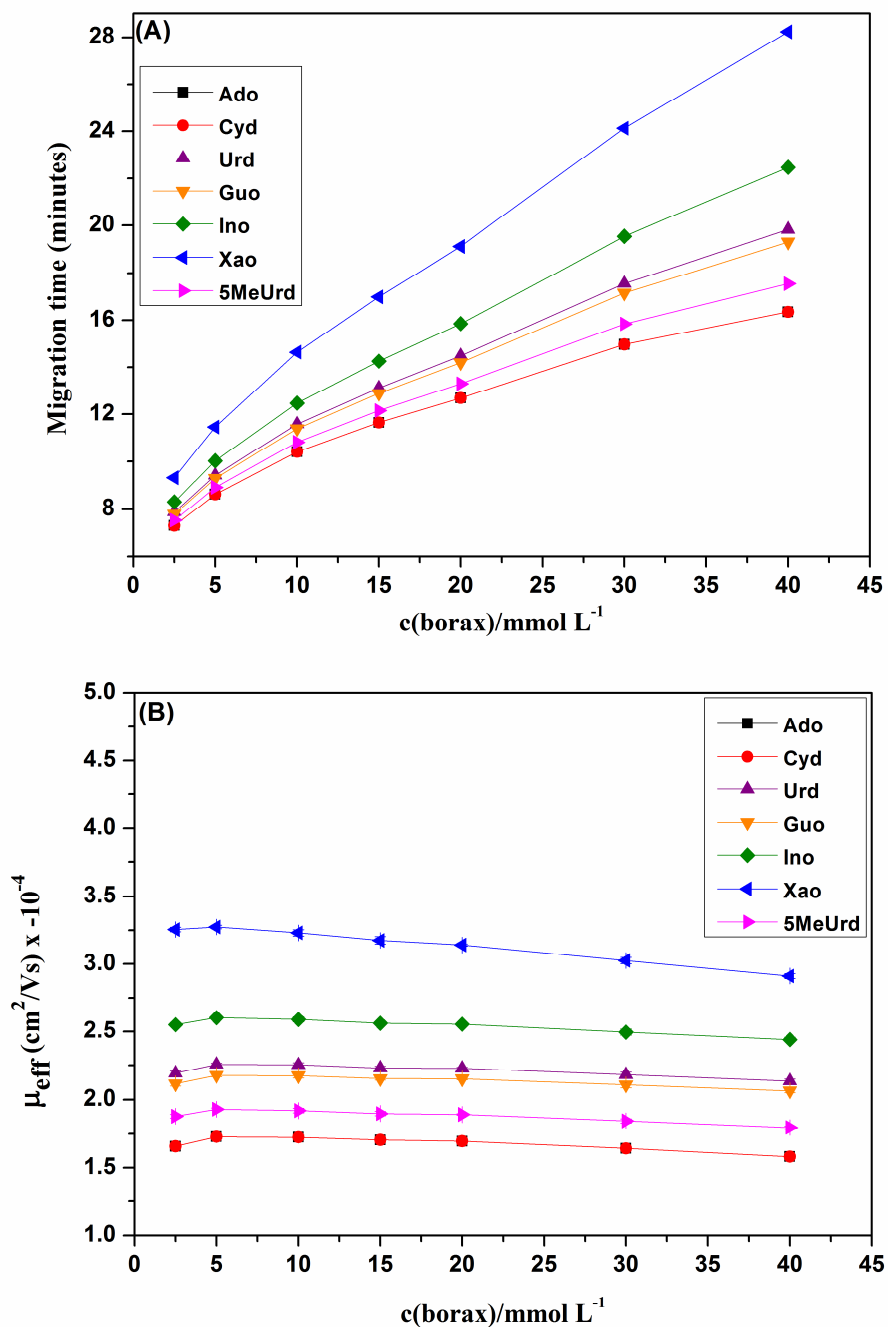 (A)
28
24
20
16
12
8
Migration time (minutes)
Ado
Cyd
Urd
Guo
Ino
Xao
5MeUrd
0 5 10 15 20 25 30 35 40 45
c(borax)/mmol L⁻¹
(B)
5.0
4.5
4.0
3.5
3.0
2.5
2.0
1.5
1.0
μeff (cm²/Vs) x -10⁻⁴
Ado
Cyd
Urd
Guo
Ino
Xao
5MeUrd
0 5 10 15 20 25 30 35 40 45
c(borax)/mmol L⁻¹